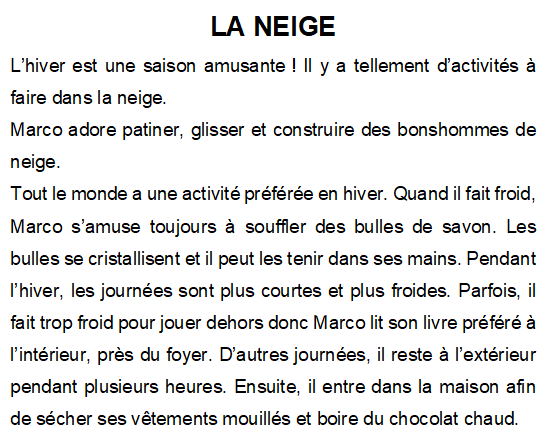 LA NEIGE
L’hiver est une saison amusante ! Il y a tellement d’activités à
faire dans la neige.
Marco adore patiner, glisser et construire des bonshommes de
neige.
Tout le monde a une activité préférée en hiver. Quand il fait froid,
Marco s’amuse toujours à souffler des bulles de savon. Les
bulles se cristallisent et il peut les tenir dans ses mains. Pendant
l’hiver, les journées sont plus courtes et plus froides. Parfois, il
fait trop froid pour jouer dehors donc Marco lit son livre préféré à
l’intérieur, près du foyer. D’autres journées, il reste à l’extérieur
pendant plusieurs heures. Ensuite, il entre dans la maison afin
de sécher ses vêtements mouillés et boire du chocolat chaud.